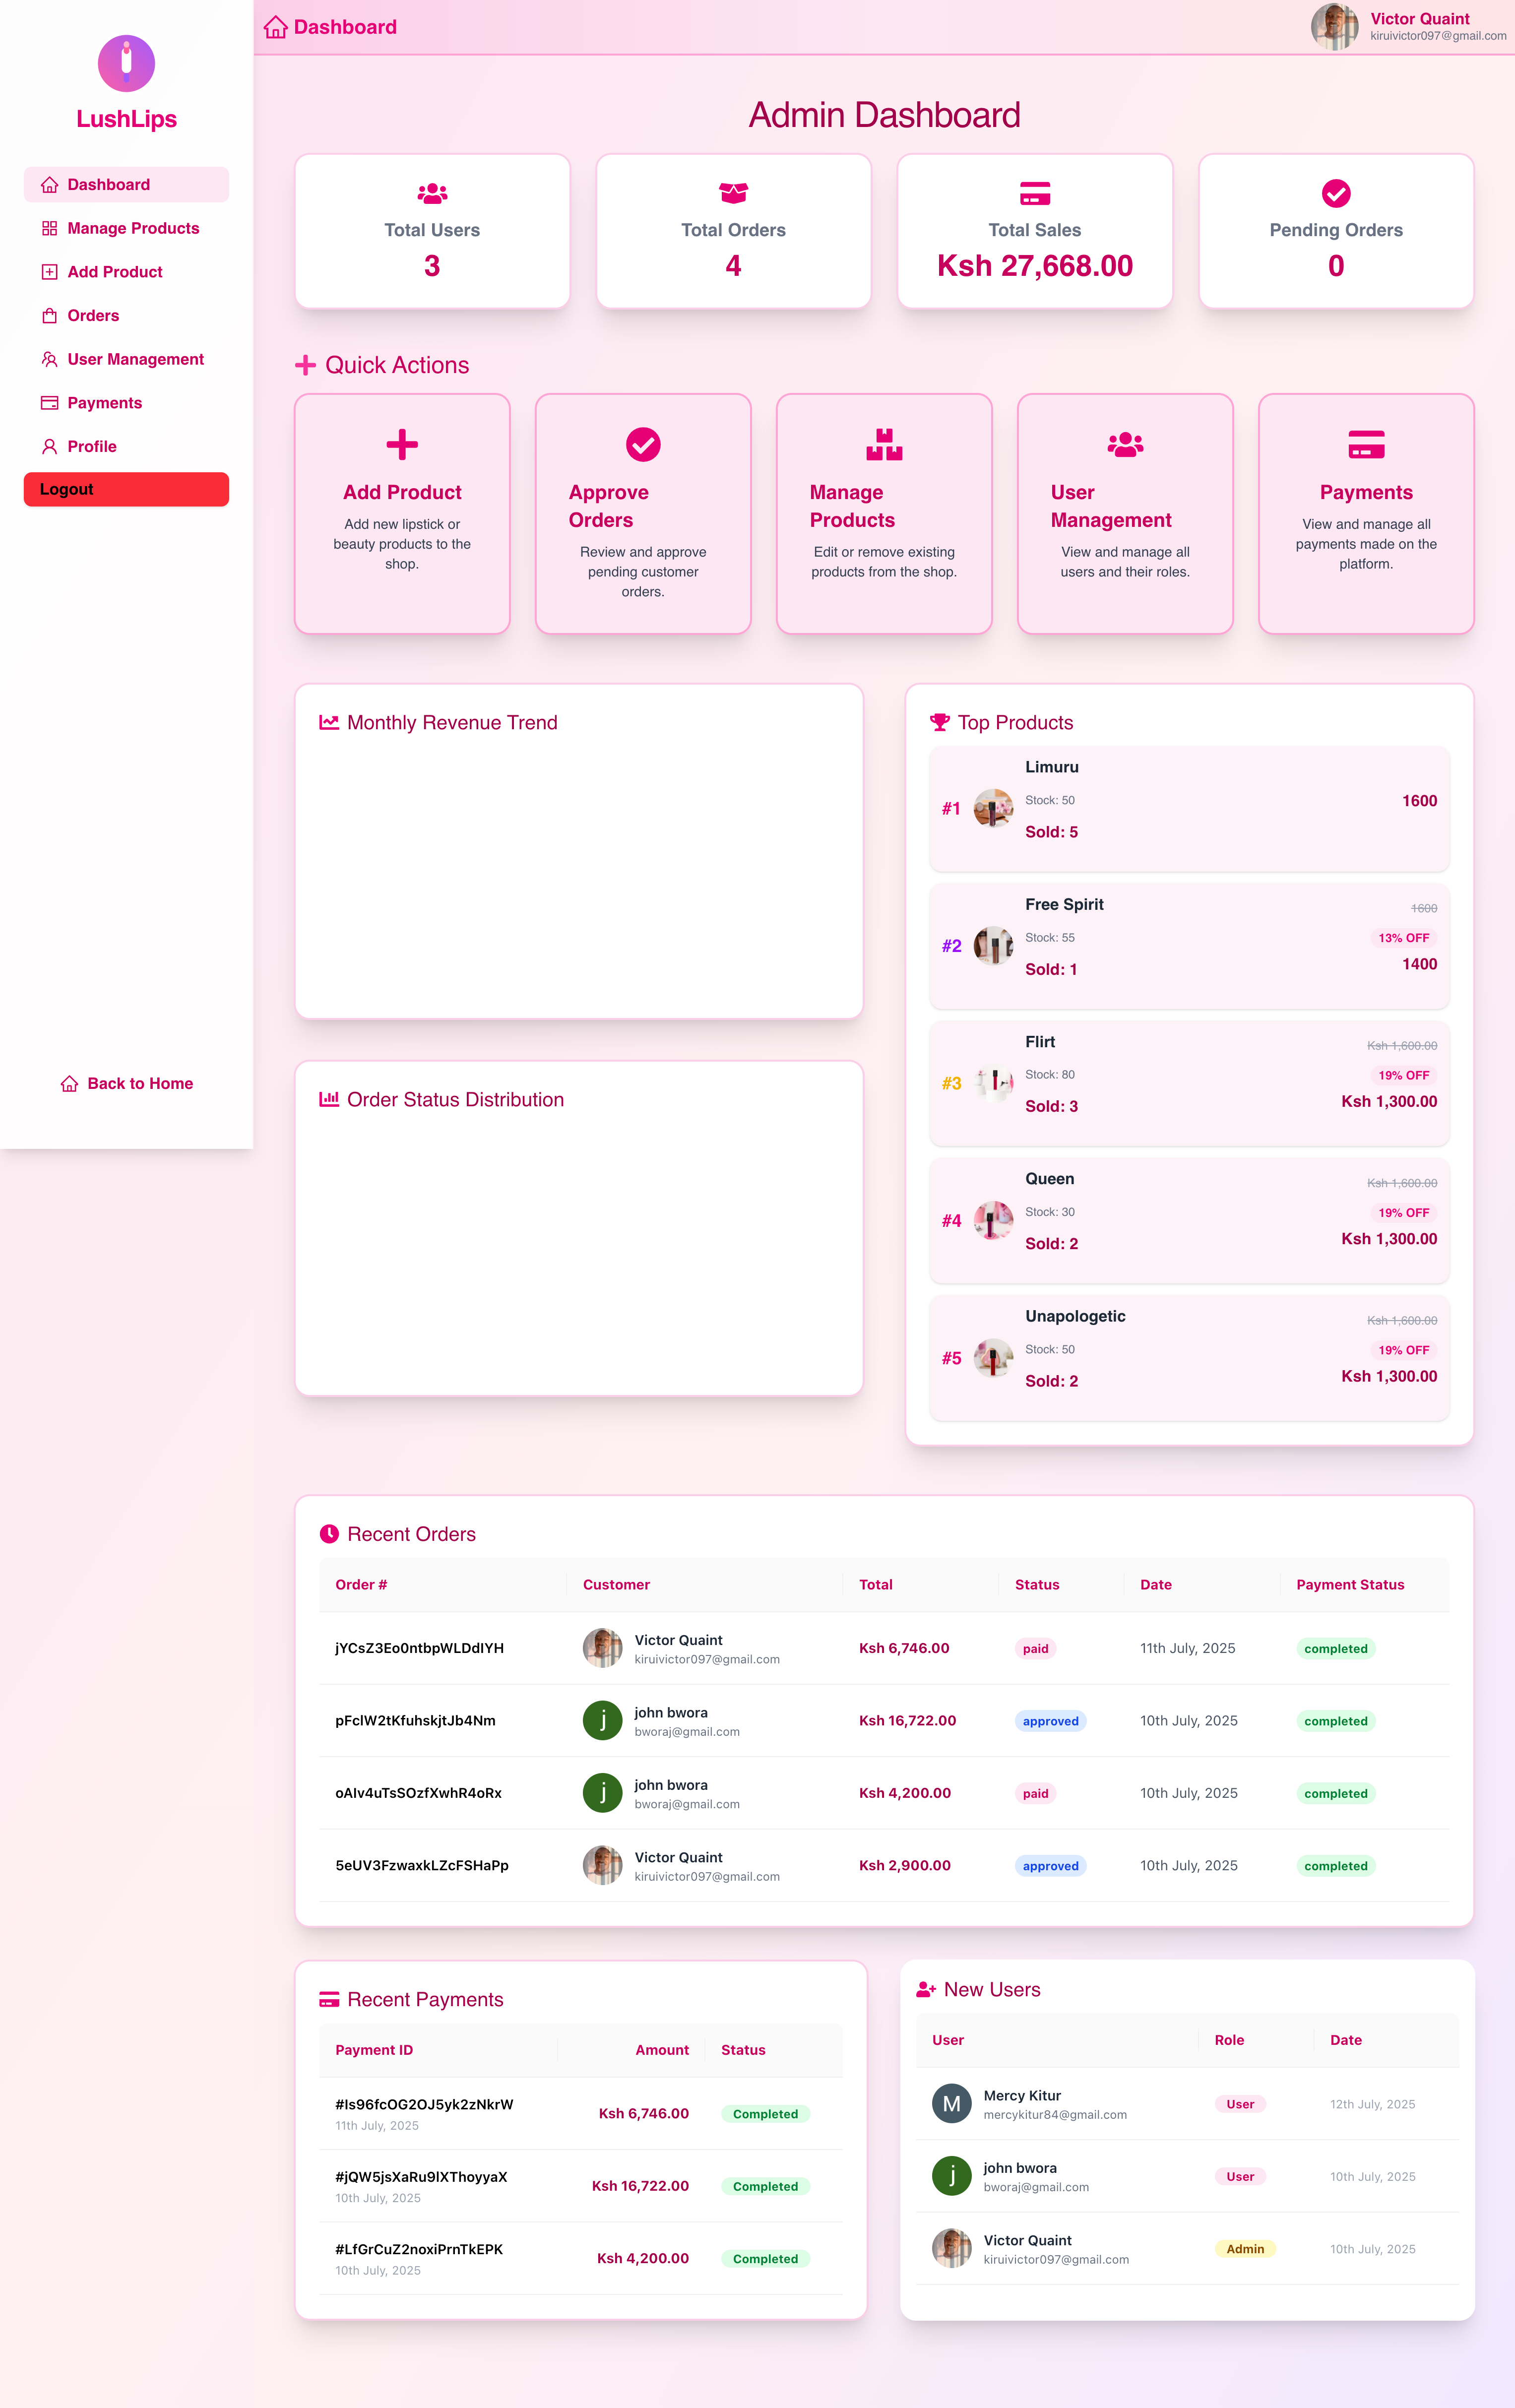 LushLips
Dashboard
Manage Products
Add Product
Orders
User Management
Payments
Profile
Logout
Back to Home
Dashboard
Victor Quaint
kiruivictor097@gmail.com
Admin Dashboard
Total Users
3
Total Orders
4
Total Sales
Ksh 27,668.00
Pending Orders
0
Quick Actions
Add Product
Add new lipstick or
beauty products to the
shop.
Approve
Orders
Review and approve
pending customer
orders.
Manage
Products
Edit or remove existing
products from the shop.
User
Management
View and manage all
users and their roles.
Payments
View and manage all
payments made on the
platform.
Monthly Revenue Trend
Order Status Distribution
Top Products
#1
Limuru
Stock: 50
Sold: 5
1600
#2
Free Spirit
Stock: 55
Sold: 1
1600
13% OFF
1400
#3
Flirt
Stock: 80
Sold: 3
Ksh 1,600.00
19% OFF
Ksh 1,300.00
#4
Queen
Stock: 30
Sold: 2
Ksh 1,600.00
19% OFF
Ksh 1,300.00
#5
Unapologetic
Stock: 50
Sold: 2
Ksh 1,600.00
19% OFF
Ksh 1,300.00
Recent Orders
Order # Customer Total Status Date Payment Status
jYCsZ3Eo0ntbpWLDdIYH Victor Quaint Ksh 6,746.00 paid 11th July, 2025 completed
kiruivictor097@gmail.com
pFclW2tKfuhskjtJb4Nm j john bwora Ksh 16,722.00 approved 10th July, 2025 completed
bworaj@gmail.com
oAIv4uTsSOzfXwhR4oRx j john bwora Ksh 4,200.00 paid 10th July, 2025 completed
bworaj@gmail.com
5eUV3FzwaxkLZcFSHaPp Victor Quaint Ksh 2,900.00 approved 10th July, 2025 completed
kiruivictor097@gmail.com
Recent Payments
Payment ID Amount Status
#Is96fcOG2OJ5yk2zNkrW Ksh 6,746.00 Completed
11th July, 2025
#jQW5jsXaRu9lXThoyyaX Ksh 16,722.00 Completed
10th July, 2025
#LfGrCuZ2noxiPrnTkEPK Ksh 4,200.00 Completed
10th July, 2025
New Users
User Role Date
M Mercy Kitur User 12th July, 2025
mercykitur84@gmail.com
j john bwora User 10th July, 2025
bworaj@gmail.com
Victor Quaint Admin 10th July, 2025
kiruivictor097@gmail.com